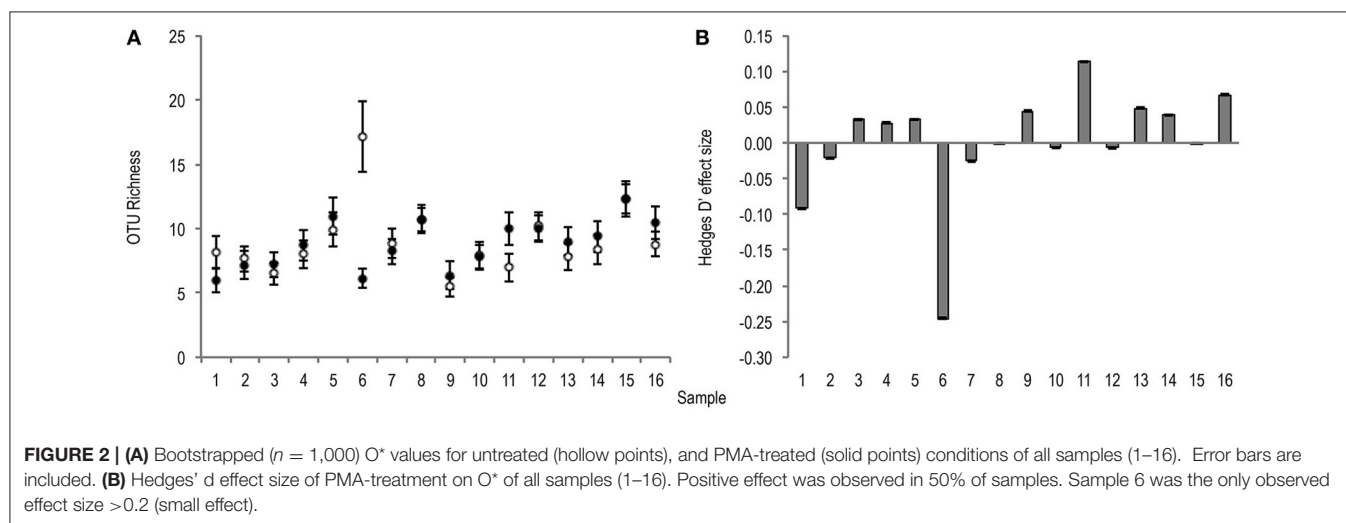 A
25
20
15
10
5
0
OTU Richness
1 2 3 4 5 6 7 8 9 10 11 12 13 14 15 16
Sample
B
0.15
0.10
0.05
0.00
-0.05
-0.10
-0.15
-0.20
-0.25
-0.30
Hedges D' effect size
1 2 3 4 5 6 7 8 9 10 11 12 13 14 15 16
FIGURE 2 | (A) Bootstrapped (n = 1,000) O* values for untreated (hollow points), and PMA-treated (solid points) conditions of all samples (1–16). Error bars are
included. (B) Hedges' d effect size of PMA-treatment on O* of all samples (1–16). Positive effect was observed in 50% of samples. Sample 6 was the only observed
effect size >0.2 (small effect).